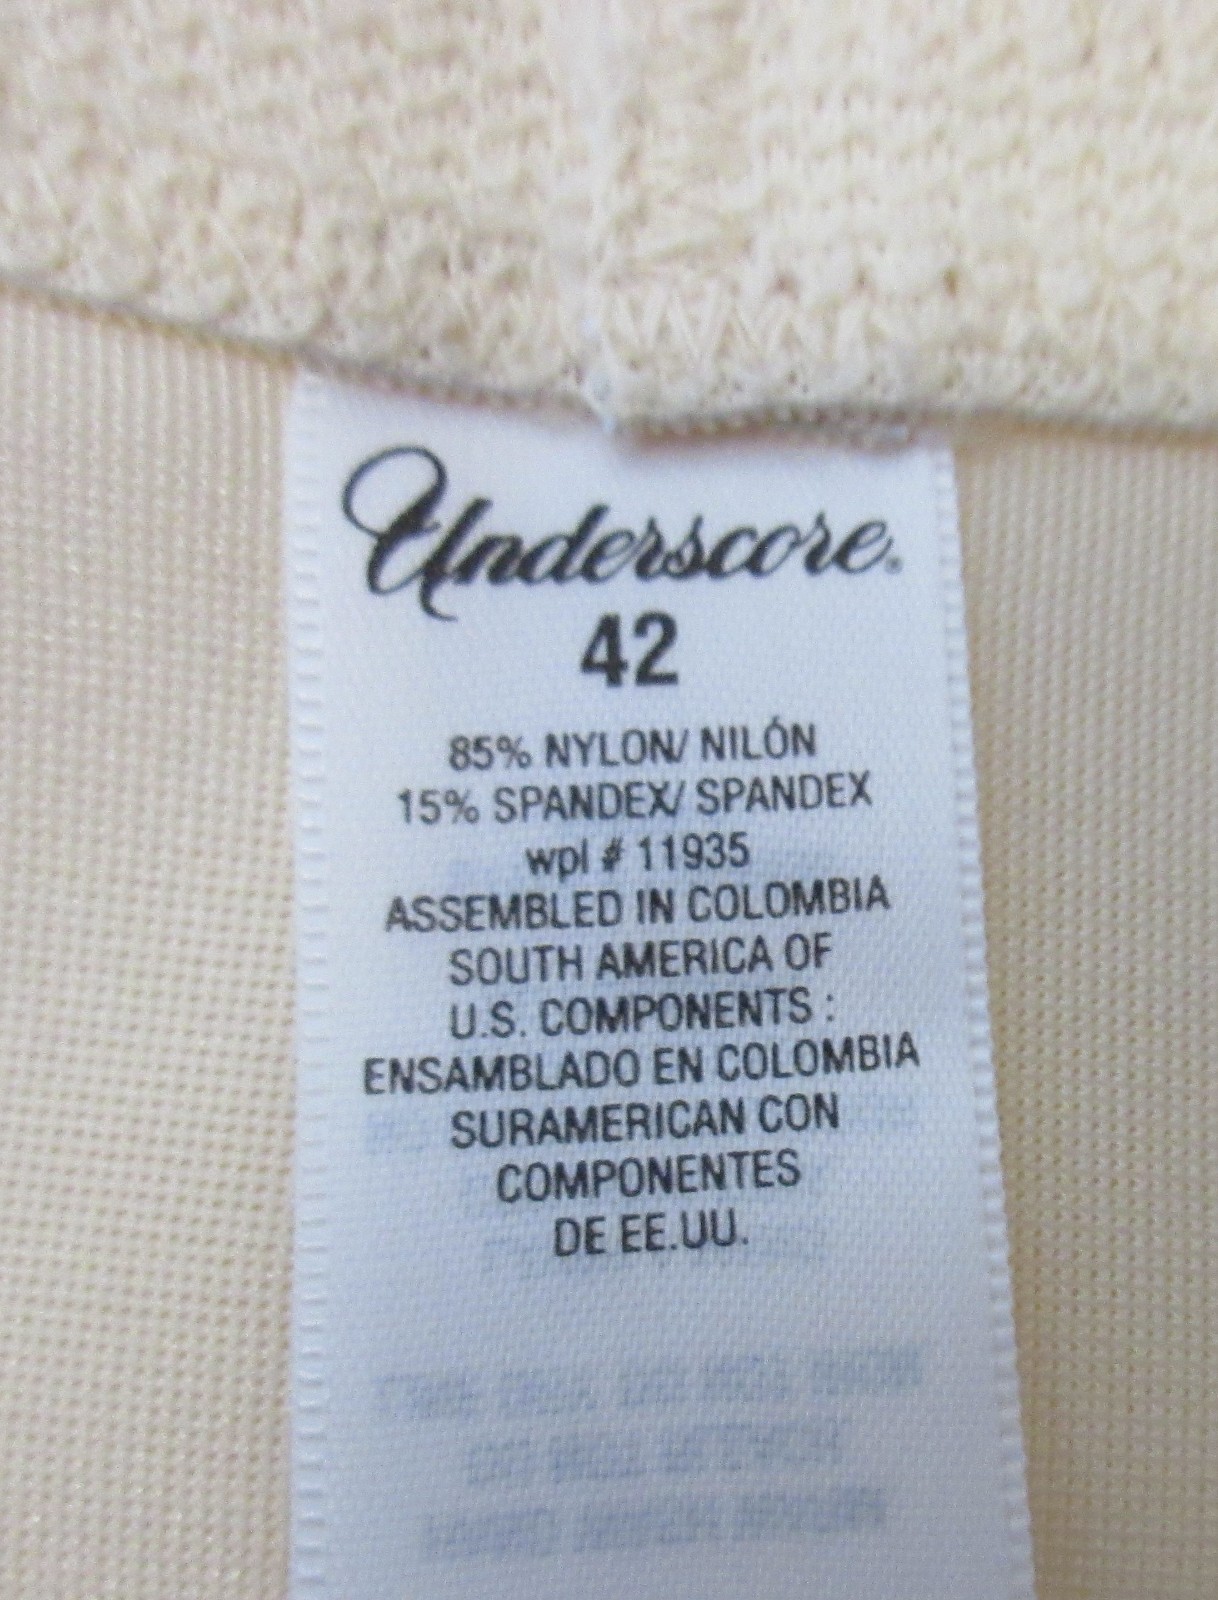 Underscore®
42
85% NYLON/ NILÓN
15% SPANDEX/ SPANDEX
wpl # 11935
ASSEMBLED IN COLOMBIA
SOUTH AMERICA OF
U.S. COMPONENTS :
ENSAMBLADO EN COLOMBIA
SURAMERICAN CON
COMPONENTES
DE EE.UU.